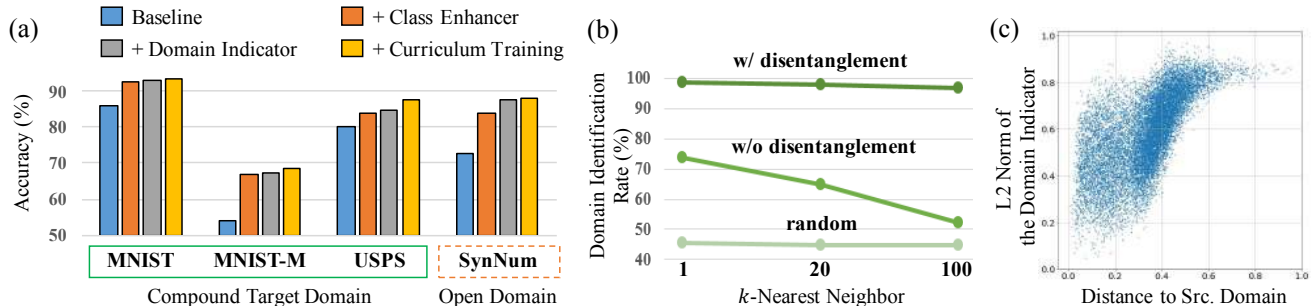 (a)
Baseline
+ Class Enhancer
+ Domain Indicator
+ Curriculum Training
Accuracy (%)
90
80
70
60
50
MNIST
MNIST-M
USPS
SynNum
Compound Target Domain
Open Domain
(b)
Domain Identification
Rate (%)
100
90
80
70
60
50
40
w/ disentanglement
w/o disentanglement
random
1
20
100
k-Nearest Neighbor
(c)
L2 Norm of
the Domain Indicator
1.0
0.8
0.6
0.4
0.2
0.0
0.0
0.2
0.4
0.6
0.8
1.0
Distance to Src. Domain